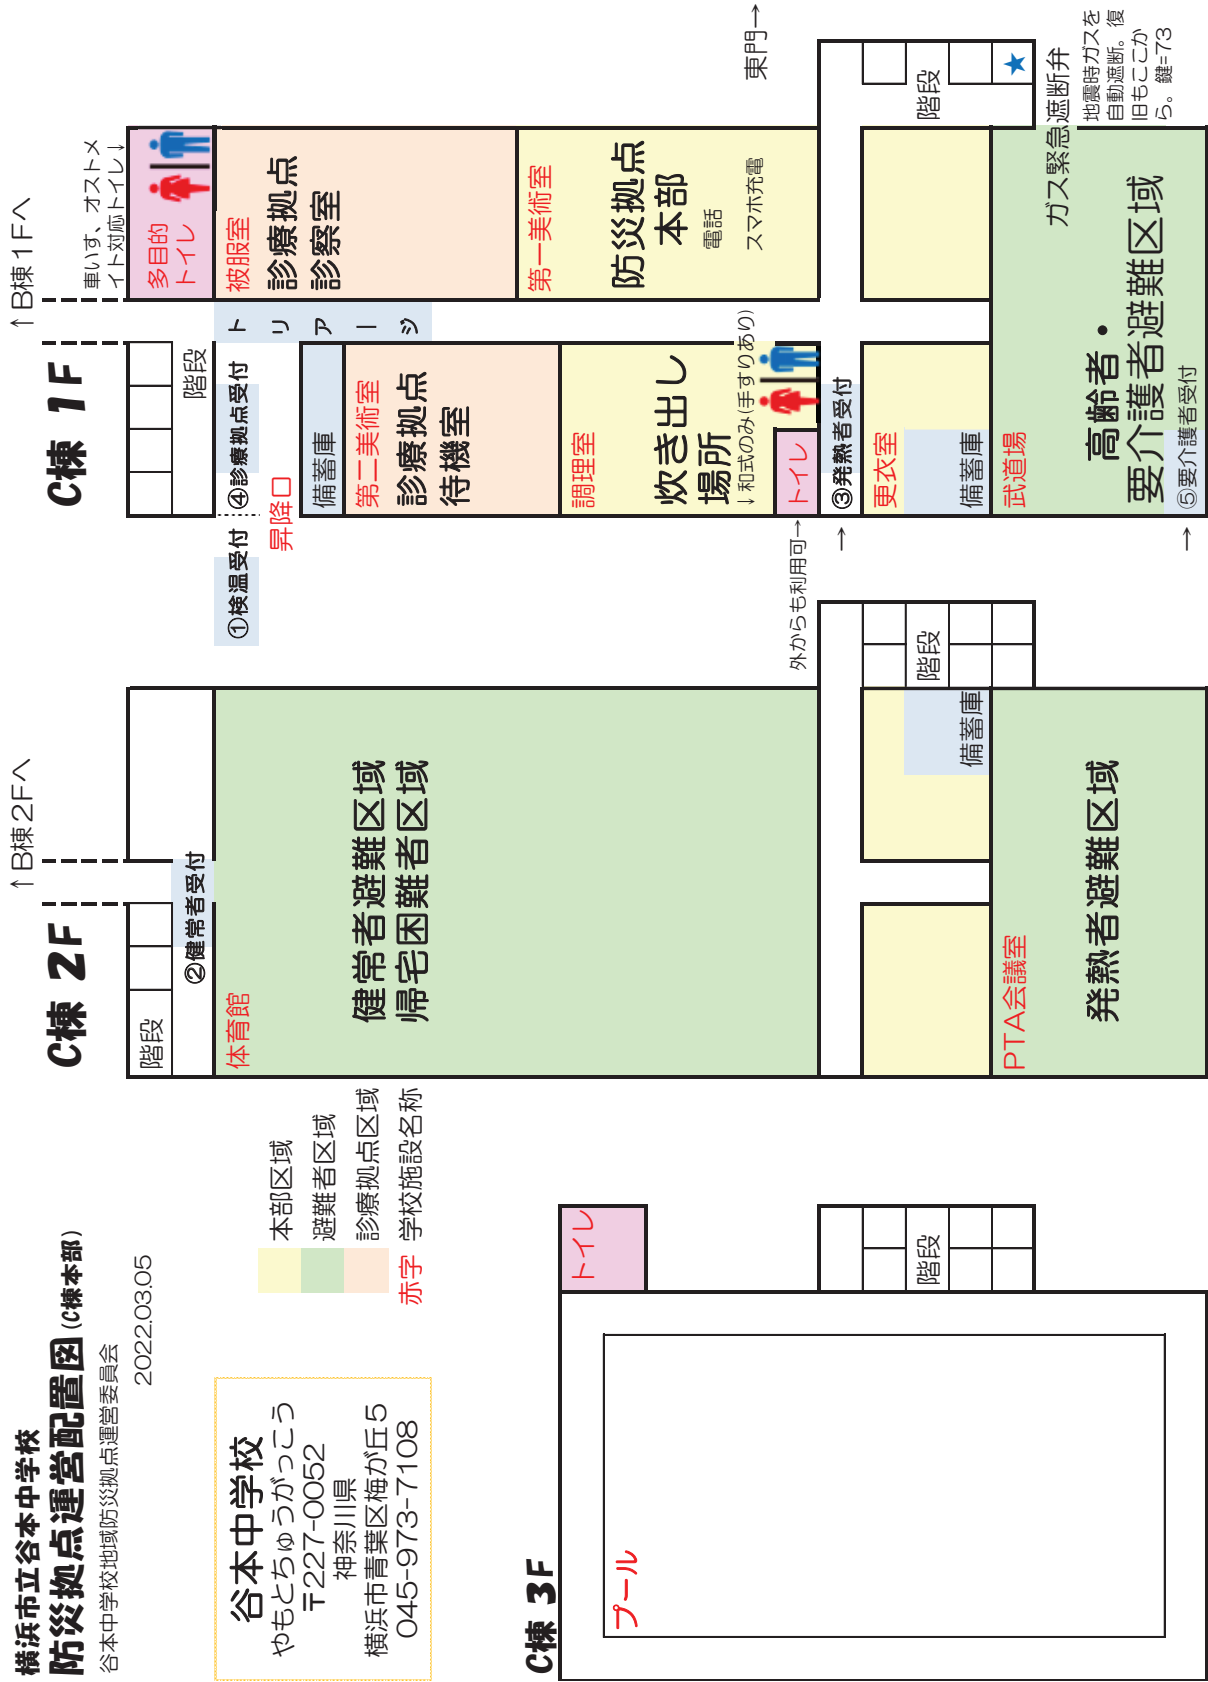 横浜市立谷本中学校
防災拠点運営配置図(C棟本部)
谷本中学校地域防災拠点運営委員会
2022.03.05
谷本中学校
やもとちゅうがっこう
〒227-0052
神奈川県
横浜市青葉区梅が丘5
045-973-7108
本部区域
避難者区域
診療拠点区域
赤字 学校施設名称
C棟 3F
トイレ
プール
階段
C棟 2F
↑B棟2Fへ
階段
②健常者受付
体育館
健常者避難区域
帰宅困難者区域
階段
備蓄庫
PTA会議室
発熱者避難区域
C棟 1F
↑B棟1Fへ
車いす、オストメ
イト対応トイレ↓
多目的
トイレ
階段
①検温受付
④診療拠点受付
昇降口
トリアージ
被服室
診療拠点
診察室
備蓄庫
第二美術室
診療拠点
待機室
第一美術室
防災拠点
本部
電話
スマホ充電
調理室
炊き出し
場所
↓和式のみ(手すりあり)
トイレ
外からも利用可→
東門→
→
③発熱者受付
階段
★
更衣室
備蓄庫
武道場
ガス緊急遮断弁
地震時ガスを
自動遮断。復
旧もここか
ら。鍵=73
高齢者・
要介護者避難区域
→
⑤要介護者受付